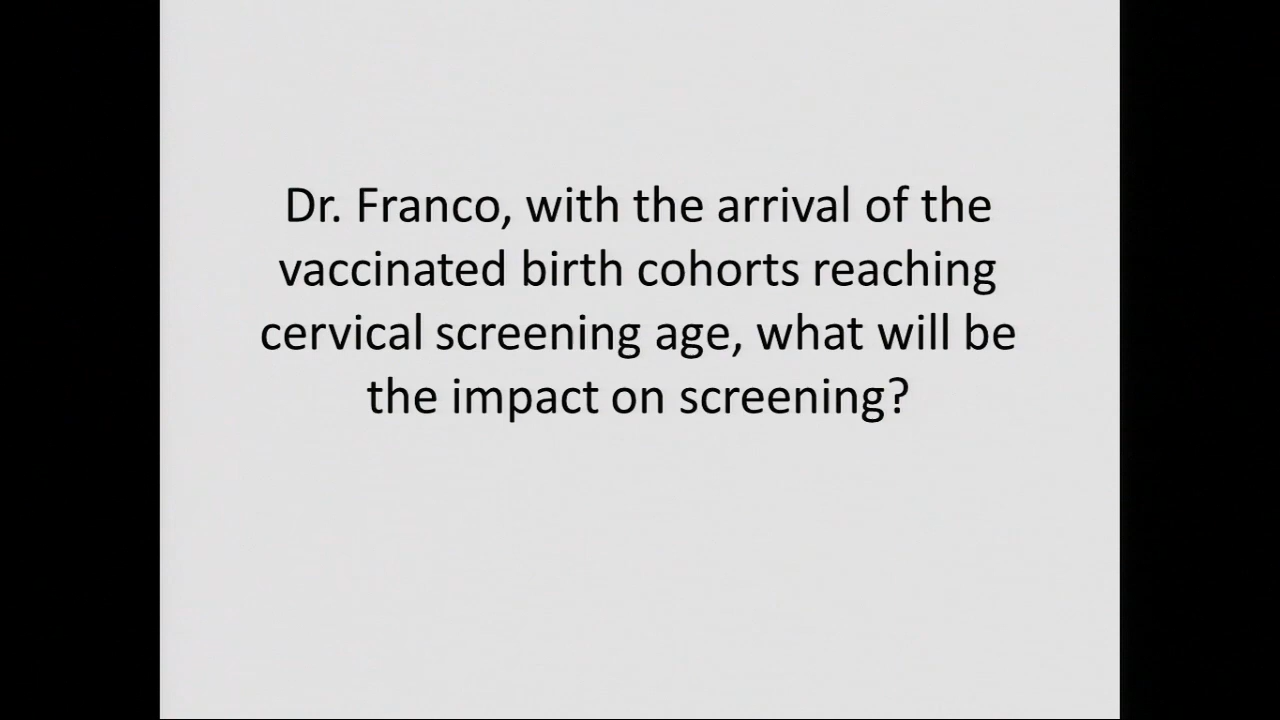 Dr. Franco, with the arrival of the
vaccinated birth cohorts reaching
cervical screening age, what will be
the impact on screening?